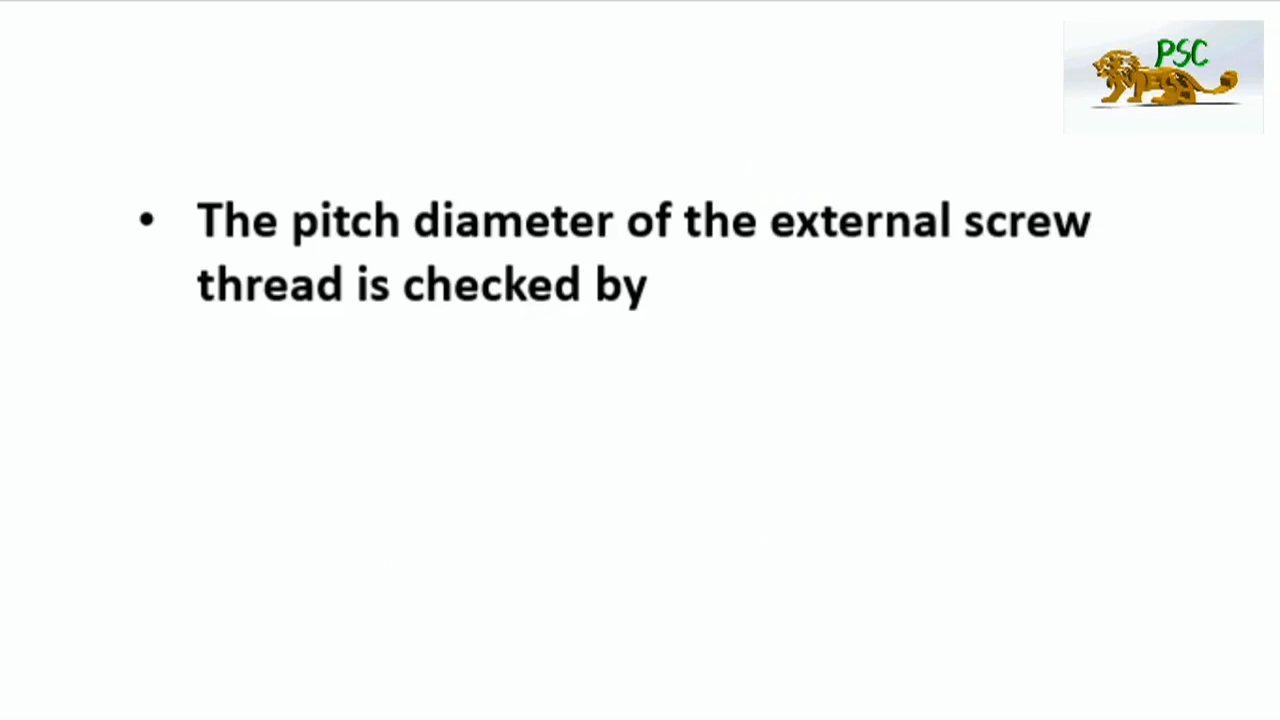 PSC
• The pitch diameter of the external screw
thread is checked by